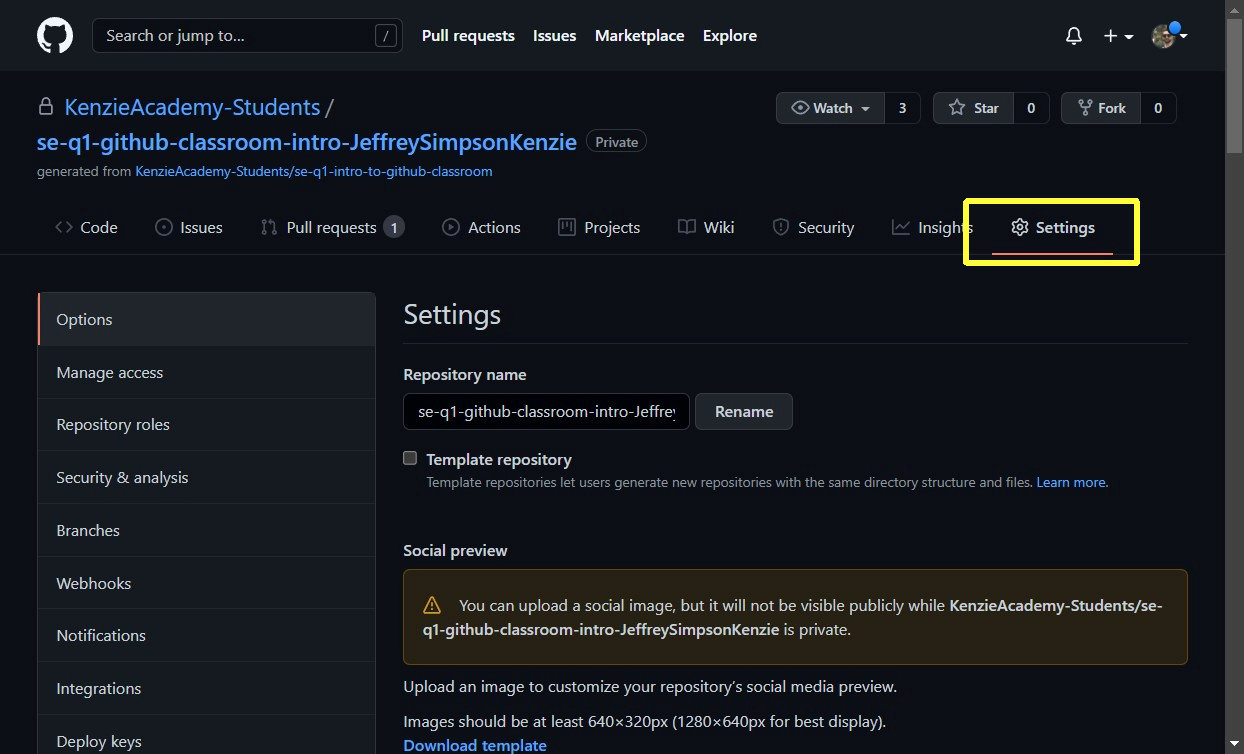 Search or jump to... /
Pull requests Issues Marketplace Explore
KenzieAcademy-Students /
se-q1-github-classroom-intro-JeffreySimpsonKenzie Private
generated from KenzieAcademy-Students/se-q1-intro-to-github-classroom
Watch 3 Star 0 Fork 0
Code Issues Pull requests 1 Actions Projects Wiki Security Insights Settings
Options
Manage access
Repository roles
Security & analysis
Branches
Webhooks
Notifications
Integrations
Deploy keys
Settings
Repository name
se-q1-github-classroom-intro-Jeffrey Rename
Template repository
Template repositories let users generate new repositories with the same directory structure and files. Learn more.
Social preview
You can upload a social image, but it will not be visible publicly while KenzieAcademy-Students/se-
q1-github-classroom-intro-JeffreySimpsonKenzie is private.
Upload an image to customize your repository’s social media preview.
Images should be at least 640×320px (1280×640px for best display).
Download template